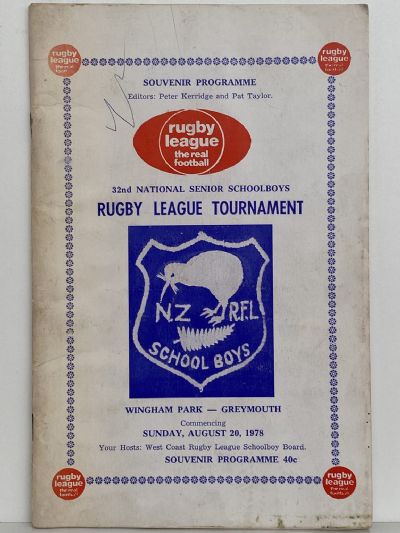 rugby
league
the real
football
rugby
league
the real
football
SOUVENIR PROGRAMME
Editors: Peter Kerridge and Pat Taylor.
rugby
league
the real
football
32nd NATIONAL SENIOR SCHOOLBOYS
RUGBY LEAGUE TOURNAMENT
N.Z R.F.L
SCHOOL BOYS
WINGHAM PARK — GREYMOUTH
Commencing
SUNDAY, AUGUST 20, 1978
Your Hosts: West Coast Rugby League Schoolboy Board.
SOUVENIR PROGRAMME 40c
rugby
league
the real
football
rugby
league
the real
football